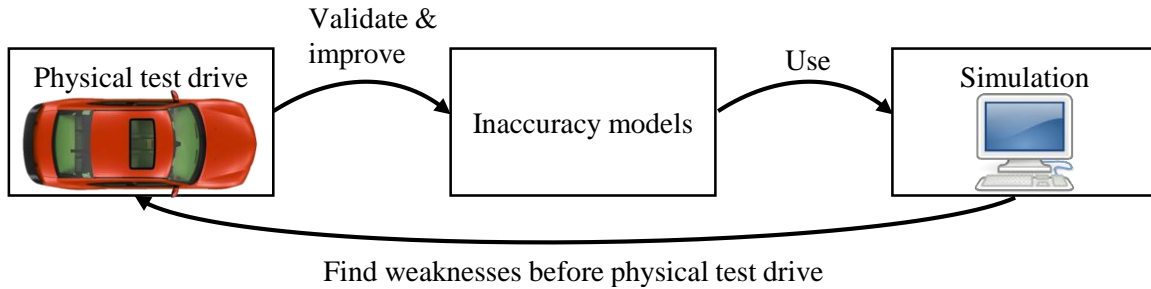 Validate &
improve
Physical test drive
Inaccuracy models
Use
Simulation
Find weaknesses before physical test drive